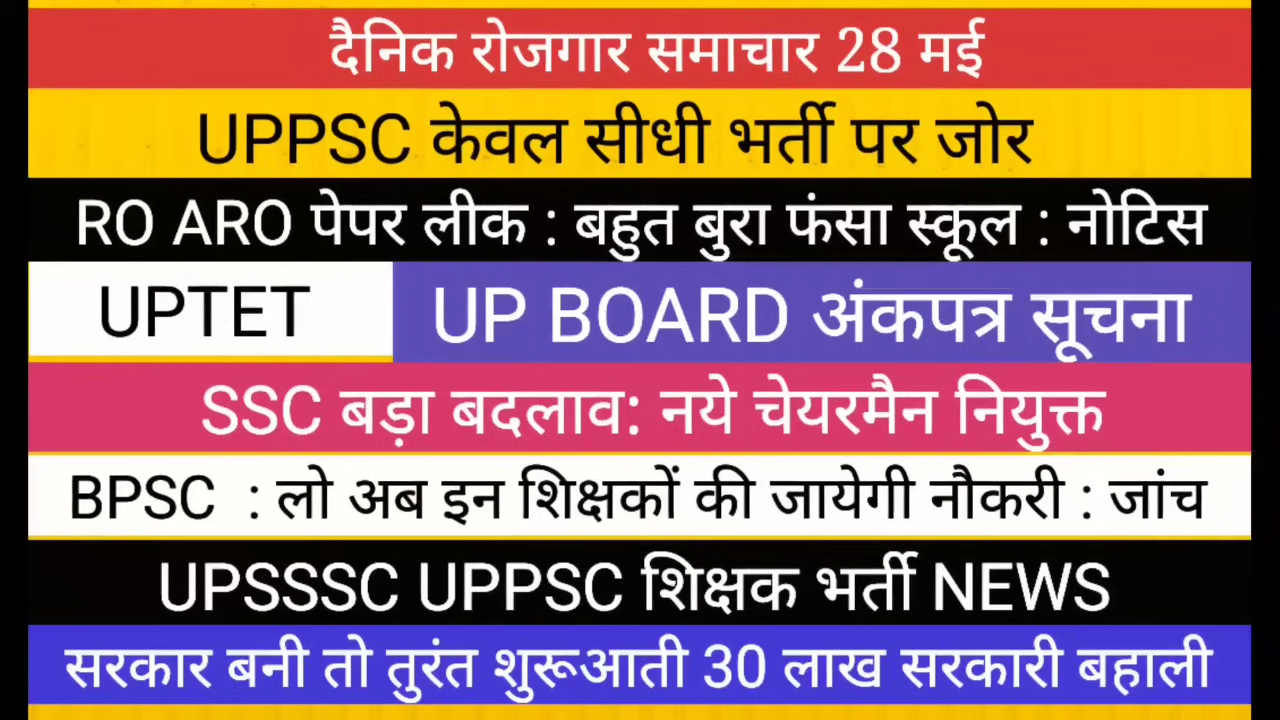 दैनिक रोजगार समाचार 28 मई
UPPSC केवल सीधी भर्ती पर जोर
RO ARO पेपर लीक : बहुत बुरा फंसा स्कूल : नोटिस
UPTET UP BOARD अंकपत्र सूचना
SSC बड़ा बदलाव: नये चेयरमैन नियुक्त
BPSC : लो अब इन शिक्षकों की जायेगी नौकरी : जांच
UPSSSC UPPSC शिक्षक भर्ती NEWS
सरकार बनी तो तुरंत शुरूआती 30 लाख सरकारी बहाली